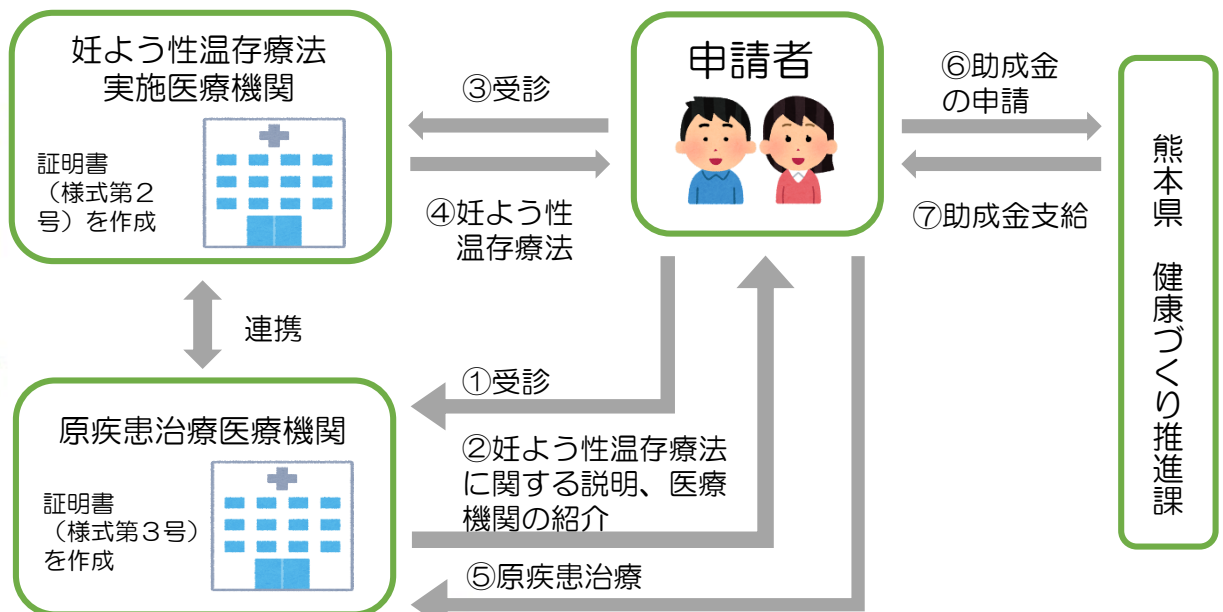 妊よう性温存療法
実施医療機関
証明書
（様式第２
号）を作成
③受診
④妊よう性
温存療法
申請者
⑥助成金
の申請
⑦助成金支給
熊本県　健康づくり推進課
連携
原疾患治療医療機関
証明書
（様式第３号）
を作成
①受診
②妊よう性温存療法
に関する説明、医療
機関の紹介
⑤原疾患治療